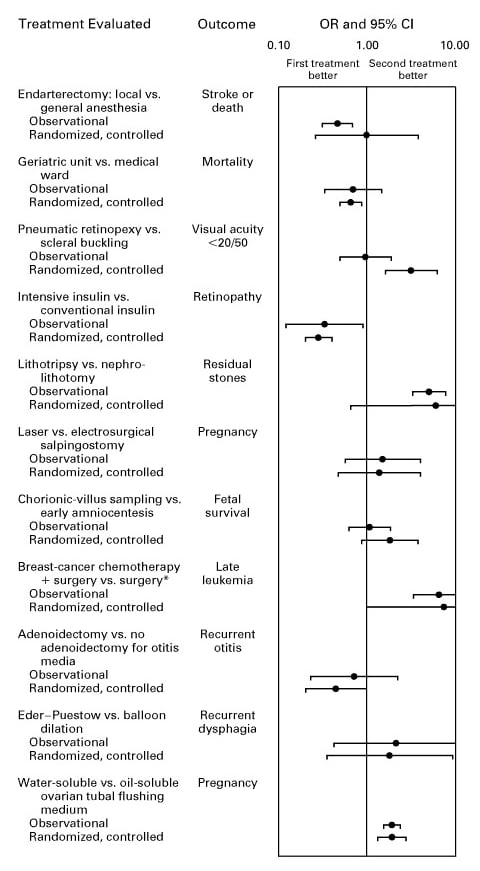 Treatment Evaluated Outcome OR and 95% CI
0.10 1.00 10.00
First treatment better Second treatment better
Endarterectomy: local vs. Stroke or
general anesthesia death
Observational
Randomized, controlled
Geriatric unit vs. medical Mortality
ward
Observational
Randomized, controlled
Pneumatic retinopexy vs. Visual acuity
scleral buckling <20/50
Observational
Randomized, controlled
Intensive insulin vs. Retinopathy
conventional insulin
Observational
Randomized, controlled
Lithotripsy vs. nephro- Residual
lithotomy stones
Observational
Randomized, controlled
Laser vs. electrosurgical Pregnancy
salpingostomy
Observational
Randomized, controlled
Chorionic-villus sampling vs. Fetal
early amniocentesis survival
Observational
Randomized, controlled
Breast-cancer chemotherapy Late
+ surgery vs. surgery* leukemia
Observational
Randomized, controlled
Adenoidectomy vs. no Recurrent
adenoidectomy for otitis otitis
media
Observational
Randomized, controlled
Eder–Puestow vs. balloon Recurrent
dilation dysphagia
Observational
Randomized, controlled
Water-soluble vs. oil-soluble Pregnancy
ovarian tubal flushing
medium
Observational
Randomized, controlled